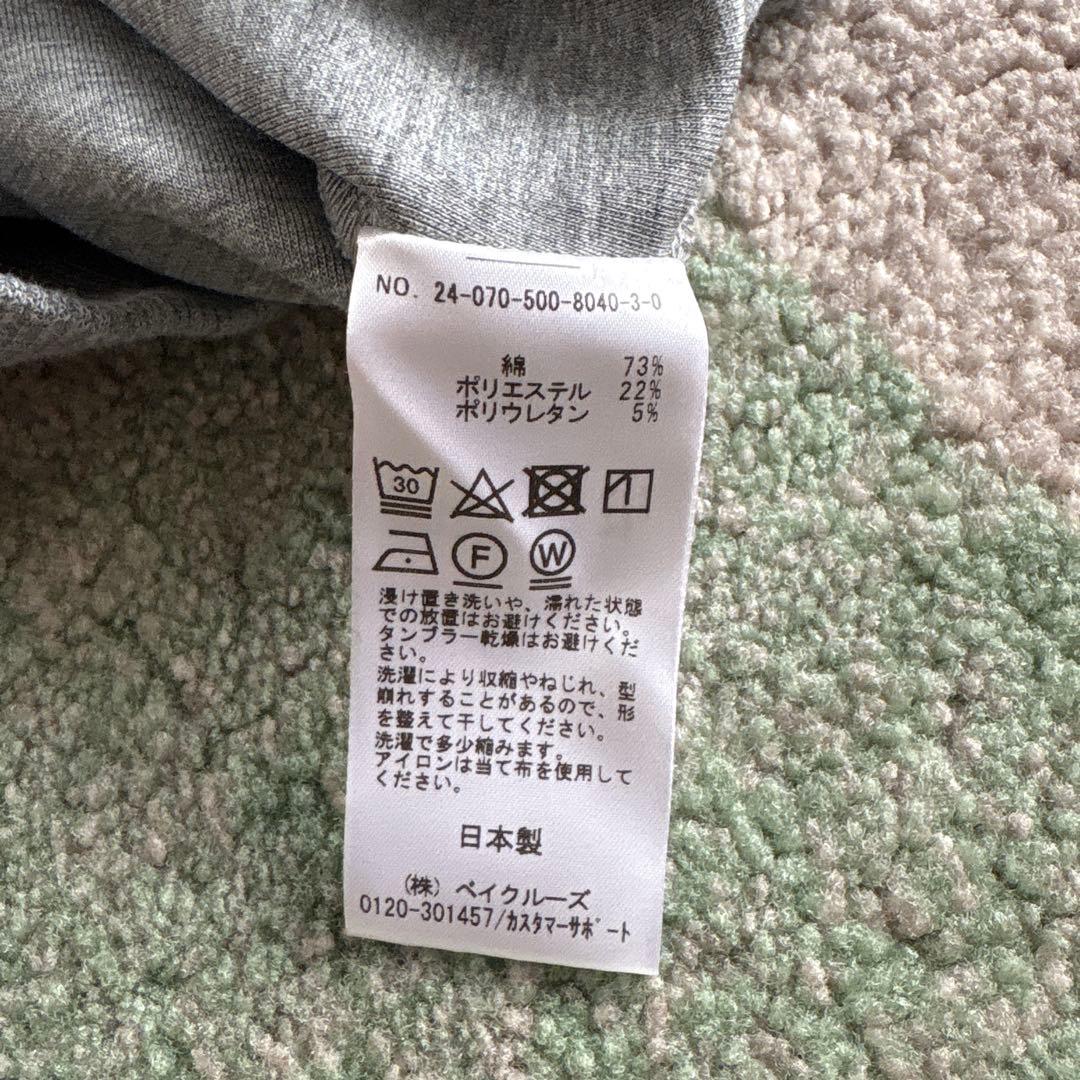 NO. 24-070-500-8040-3-0
綿 73%
ポリエステル 22%
ポリウレタン 5%
30
F W
浸け置き洗いや、濡れた状態
での放置はお避けください。
タンブラー乾燥はお避けくだ
さい。
洗濯により収縮やねじれ、型
崩れすることがあるので、形
を整えて干してください。
洗濯で多少縮みます。
アイロンは当て布を使用して
ください。
日本製
(株) ベイクルーズ
0120-301457/カスタマーサポート